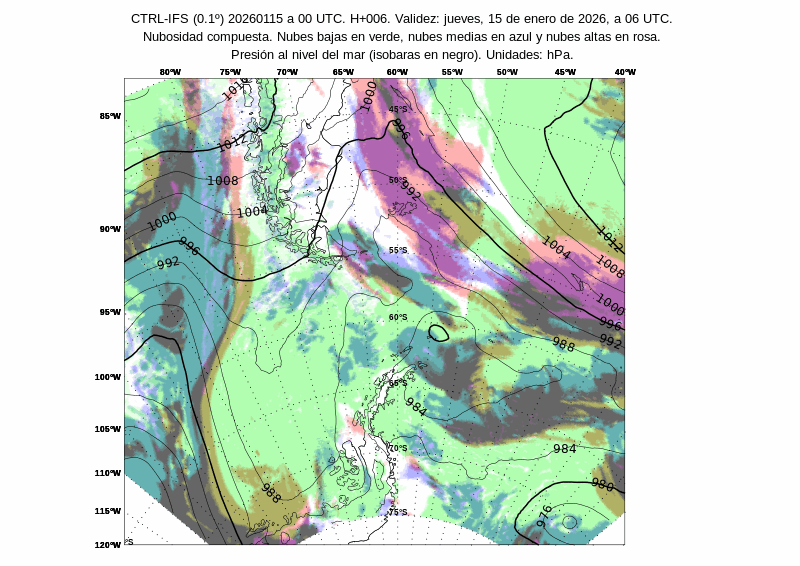 CTRL-IFS (0.1º) 20260115 a 00 UTC. H+006. Validez: jueves, 15 de enero de 2026, a 06 UTC.
Nubosidad compuesta. Nubes bajas en verde, nubes medias en azul y nubes altas en rosa.
Presión al nivel del mar (isobaras en negro). Unidades: hPa.
80ºW 75ºW 70ºW 65ºW 60ºW 55ºW 50ºW 45ºW 40ºW
1016
1000
45ºS
85ºW
996
1012
1008
50ºS
992
1004
1000
90ºW
1012
996
55ºS
1004
992
1008
1000
95ºW
60ºS
996
988
992
100ºW
65ºS
984
105ºW
70ºS
984
110ºW
980
988
115ºW
75ºS
976
120ºW
ºS